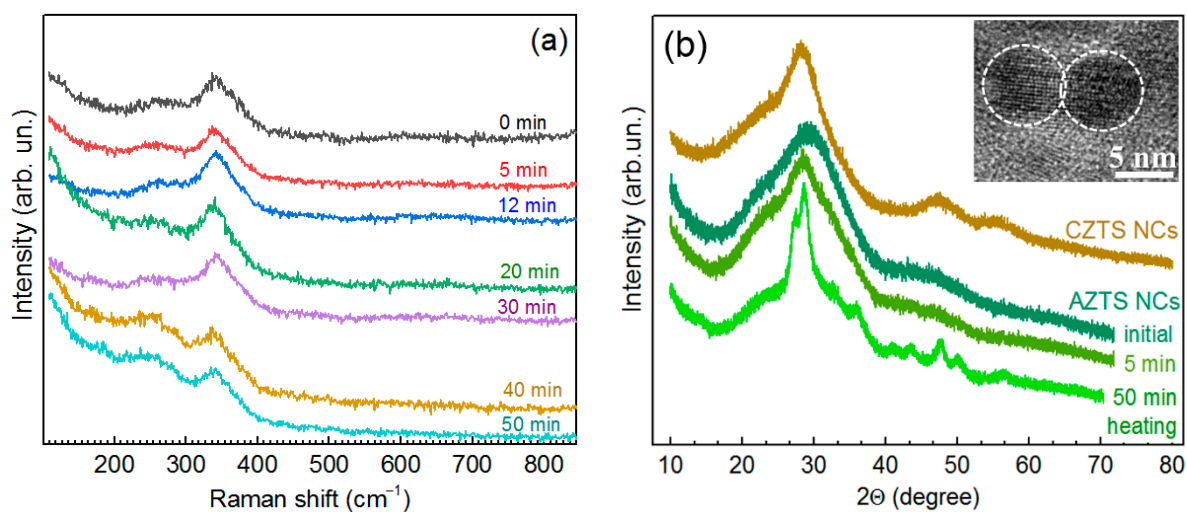 (a)
0 min
5 min
12 min
20 min
30 min
40 min
50 min
Intensity (arb. un.)
200 300 400 500 600 700 800
Raman shift (cm⁻¹)
(b)
5 nm
CZTS NCs
AZTS NCs
initial
5 min
50 min
heating
Intensity (arb. un.)
10 20 30 40 50 60 70 80
2Θ (degree)